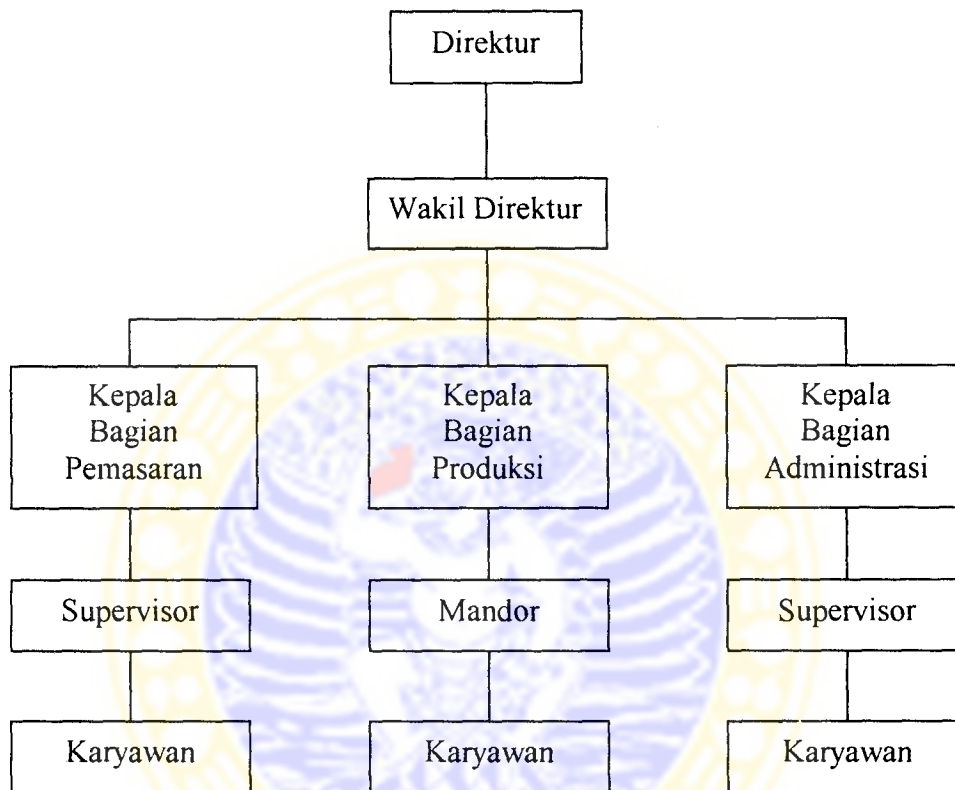 Direktur
Wakil Direktur
Kepala
Bagian
Pemasaran
Kepala
Bagian
Produksi
Kepala
Bagian
Administrasi
Supervisor
Mandor
Supervisor
Karyawan
Karyawan
Karyawan